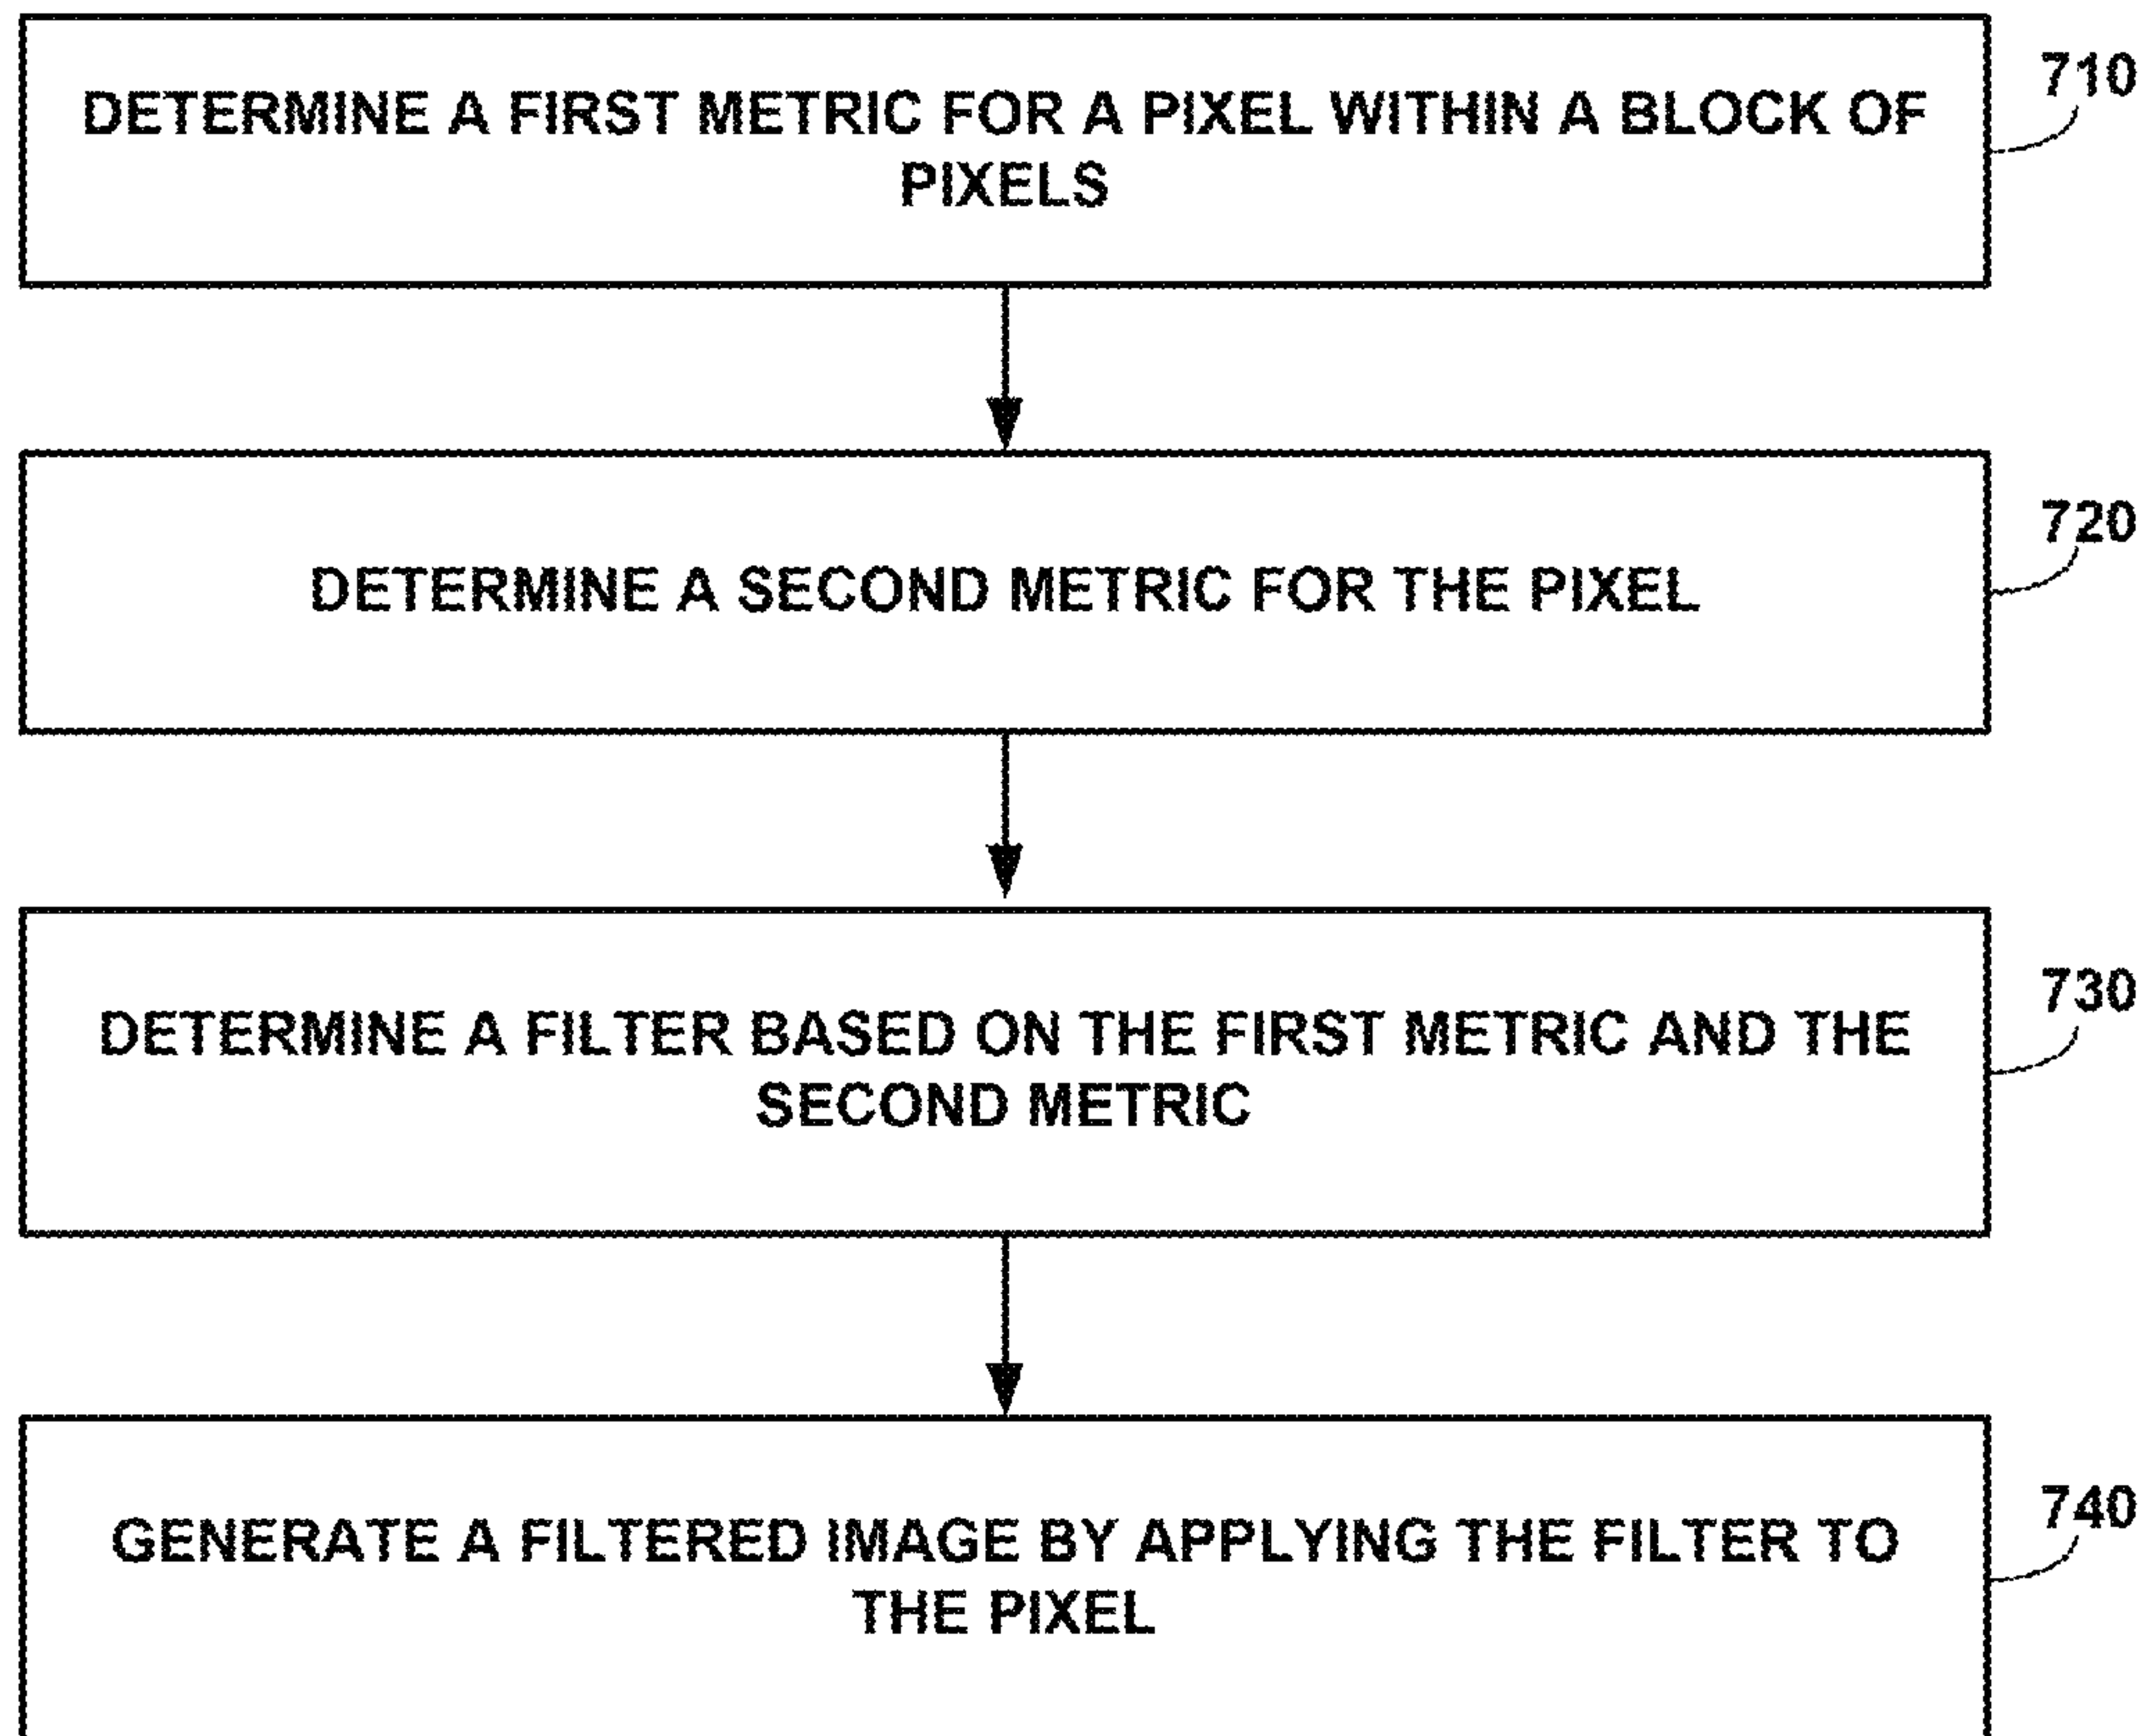 DETERMINE A FIRST METRIC FOR A PIXEL WITHIN A BLOCK OF
PIXELS
710
DETERMINE A SECOND METRIC FOR THE PIXEL
720
DETERMINE A FILTER BASED ON THE FIRST METRIC AND THE
SECOND METRIC
730
GENERATE A FILTERED IMAGE BY APPLYING THE FILTER TO
THE PIXEL
740